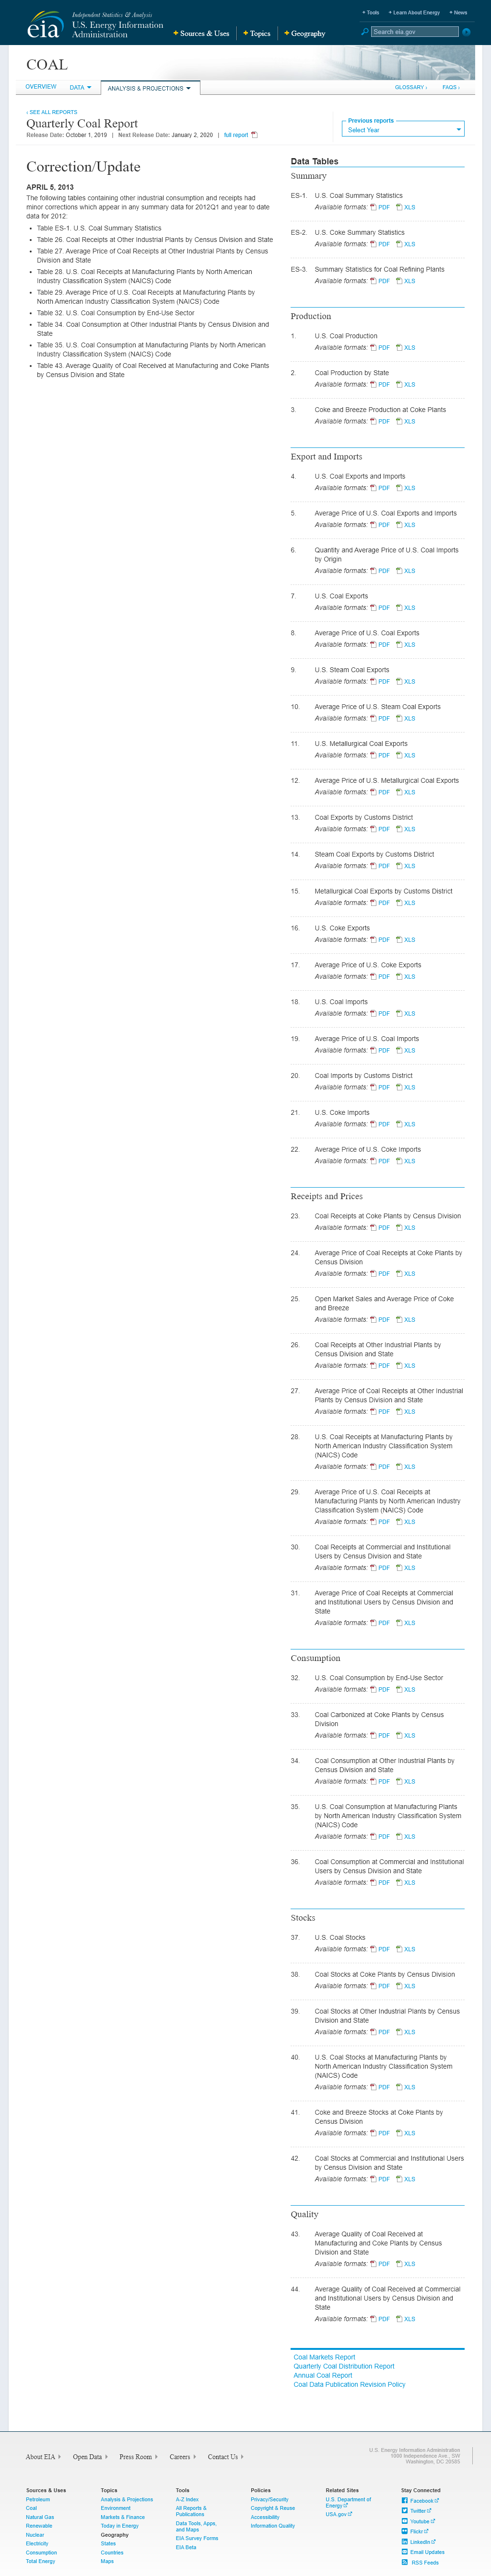 eia
Independent Statistics & Analysis
U.S. Energy Information
Administration
+ Tools + Learn About Energy + News
+ Sources & Uses + Topics + Geography
Search eia.gov
COAL
OVERVIEW DATA ANALYSIS & PROJECTIONS GLOSSARY › FAQS ›
‹ SEE ALL REPORTS
Quarterly Coal Report
Release Date: October 1, 2019 | Next Release Date: January 2, 2020 | full report
Previous reports
Select Year
Correction/Update
APRIL 5, 2013
The following tables containing other industrial consumption and receipts had
minor corrections which appear in any summary data for 2012Q1 and year to date
data for 2012:
• Table ES-1. U.S. Coal Summary Statistics
• Table 26. Coal Receipts at Other Industrial Plants by Census Division and State
• Table 27. Average Price of Coal Receipts at Other Industrial Plants by Census
Division and State
• Table 28. U.S. Coal Receipts at Manufacturing Plants by North American
Industry Classification System (NAICS) Code
• Table 29. Average Price of U.S. Coal Receipts at Manufacturing Plants by
North American Industry Classification System (NAICS) Code
• Table 32. U.S. Coal Consumption by End-Use Sector
• Table 34. Coal Consumption at Other Industrial Plants by Census Division and
State
• Table 35. U.S. Coal Consumption at Manufacturing Plants by North American
Industry Classification System (NAICS) Code
• Table 43. Average Quality of Coal Received at Manufacturing and Coke Plants
by Census Division and State
Data Tables
Summary
ES-1. U.S. Coal Summary Statistics
Available formats: PDF XLS
ES-2. U.S. Coke Summary Statistics
Available formats: PDF XLS
ES-3. Summary Statistics for Coal Refining Plants
Available formats: PDF XLS
Production
1. U.S. Coal Production
Available formats: PDF XLS
2. Coal Production by State
Available formats: PDF XLS
3. Coke and Breeze Production at Coke Plants
Available formats: PDF XLS
Export and Imports
4. U.S. Coal Exports and Imports
Available formats: PDF XLS
5. Average Price of U.S. Coal Exports and Imports
Available formats: PDF XLS
6. Quantity and Average Price of U.S. Coal Imports
by Origin
Available formats: PDF XLS
7. U.S. Coal Exports
Available formats: PDF XLS
8. Average Price of U.S. Coal Exports
Available formats: PDF XLS
9. U.S. Steam Coal Exports
Available formats: PDF XLS
10. Average Price of U.S. Steam Coal Exports
Available formats: PDF XLS
11. U.S. Metallurgical Coal Exports
Available formats: PDF XLS
12. Average Price of U.S. Metallurgical Coal Exports
Available formats: PDF XLS
13. Coal Exports by Customs District
Available formats: PDF XLS
14. Steam Coal Exports by Customs District
Available formats: PDF XLS
15. Metallurgical Coal Exports by Customs District
Available formats: PDF XLS
16. U.S. Coke Exports
Available formats: PDF XLS
17. Average Price of U.S. Coke Exports
Available formats: PDF XLS
18. U.S. Coal Imports
Available formats: PDF XLS
19. Average Price of U.S. Coal Imports
Available formats: PDF XLS
20. Coal Imports by Customs District
Available formats: PDF XLS
21. U.S. Coke Imports
Available formats: PDF XLS
22. Average Price of U.S. Coke Imports
Available formats: PDF XLS
Receipts and Prices
23. Coal Receipts at Coke Plants by Census Division
Available formats: PDF XLS
24. Average Price of Coal Receipts at Coke Plants by
Census Division
Available formats: PDF XLS
25. Open Market Sales and Average Price of Coke
and Breeze
Available formats: PDF XLS
26. Coal Receipts at Other Industrial Plants by
Census Division and State
Available formats: PDF XLS
27. Average Price of Coal Receipts at Other Industrial
Plants by Census Division and State
Available formats: PDF XLS
28. U.S. Coal Receipts at Manufacturing Plants by
North American Industry Classification System
(NAICS) Code
Available formats: PDF XLS
29. Average Price of U.S. Coal Receipts at
Manufacturing Plants by North American Industry
Classification System (NAICS) Code
Available formats: PDF XLS
30. Coal Receipts at Commercial and Institutional
Users by Census Division and State
Available formats: PDF XLS
31. Average Price of Coal Receipts at Commercial
and Institutional Users by Census Division and
State
Available formats: PDF XLS
Consumption
32. U.S. Coal Consumption by End-Use Sector
Available formats: PDF XLS
33. Coal Carbonized at Coke Plants by Census
Division
Available formats: PDF XLS
34. Coal Consumption at Other Industrial Plants by
Census Division and State
Available formats: PDF XLS
35. U.S. Coal Consumption at Manufacturing Plants
by North American Industry Classification System
(NAICS) Code
Available formats: PDF XLS
36. Coal Consumption at Commercial and Institutional
Users by Census Division and State
Available formats: PDF XLS
Stocks
37. U.S. Coal Stocks
Available formats: PDF XLS
38. Coal Stocks at Coke Plants by Census Division
Available formats: PDF XLS
39. Coal Stocks at Other Industrial Plants by Census
Division and State
Available formats: PDF XLS
40. U.S. Coal Stocks at Manufacturing Plants by
North American Industry Classification System
(NAICS) Code
Available formats: PDF XLS
41. Coke and Breeze Stocks at Coke Plants by
Census Division
Available formats: PDF XLS
42. Coal Stocks at Commercial and Institutional Users
by Census Division and State
Available formats: PDF XLS
Quality
43. Average Quality of Coal Received at
Manufacturing and Coke Plants by Census
Division and State
Available formats: PDF XLS
44. Average Quality of Coal Received at Commercial
and Institutional Users by Census Division and
State
Available formats: PDF XLS
Coal Markets Report
Quarterly Coal Distribution Report
Annual Coal Report
Coal Data Publication Revision Policy
About EIA Open Data Press Room Careers Contact Us
U.S. Energy Information Administration
1000 Independence Ave., SW
Washington, DC 20585
Sources & Uses
Petroleum
Coal
Natural Gas
Renewable
Nuclear
Electricity
Consumption
Total Energy
Topics
Analysis & Projections
Environment
Markets & Finance
Today in Energy
Geography
States
Countries
Maps
Tools
A-Z Index
All Reports &
Publications
Data Tools, Apps,
and Maps
EIA Survey Forms
EIA Beta
Policies
Privacy/Security
Copyright & Reuse
Accessibility
Information Quality
Related Sites
U.S. Department of
Energy
USA.gov
Stay Connected
Facebook
Twitter
Youtube
Flickr
LinkedIn
Email Updates
RSS Feeds